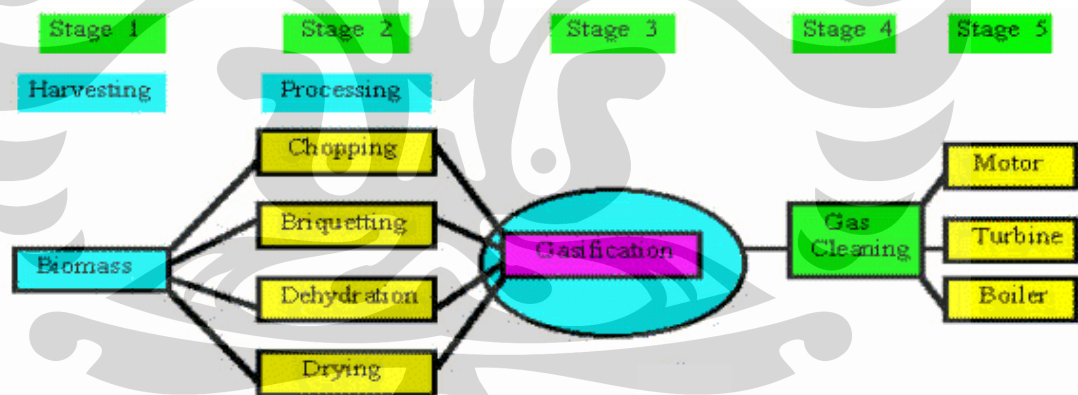 Stage 1
Stage 2
Stage 3
Stage 4
Stage 5
Harvesting
Processing
Chopping
Briquetting
Dehydration
Drying
Biomass
Gasification
Gas
Cleaning
Motor
Turbine
Boiler